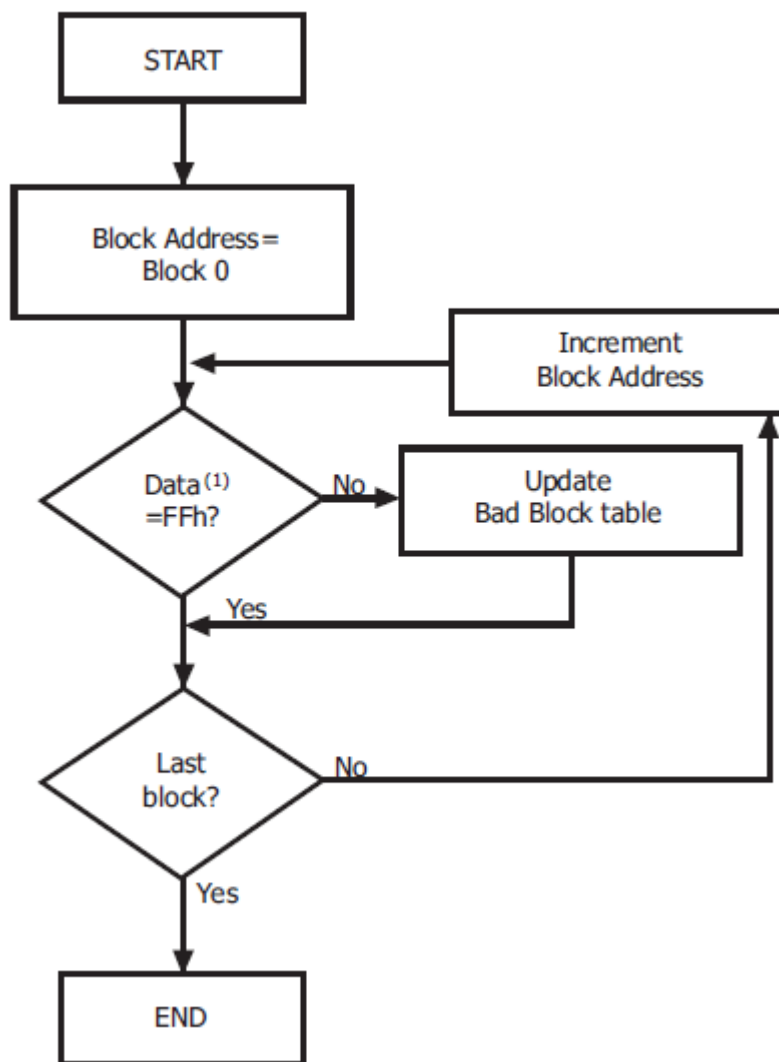 START
Block Address=
Block 0
Increment
Block Address
Data(1)
=FFh?
No
Update
Bad Block table
Yes
Last
block?
No
Yes
END